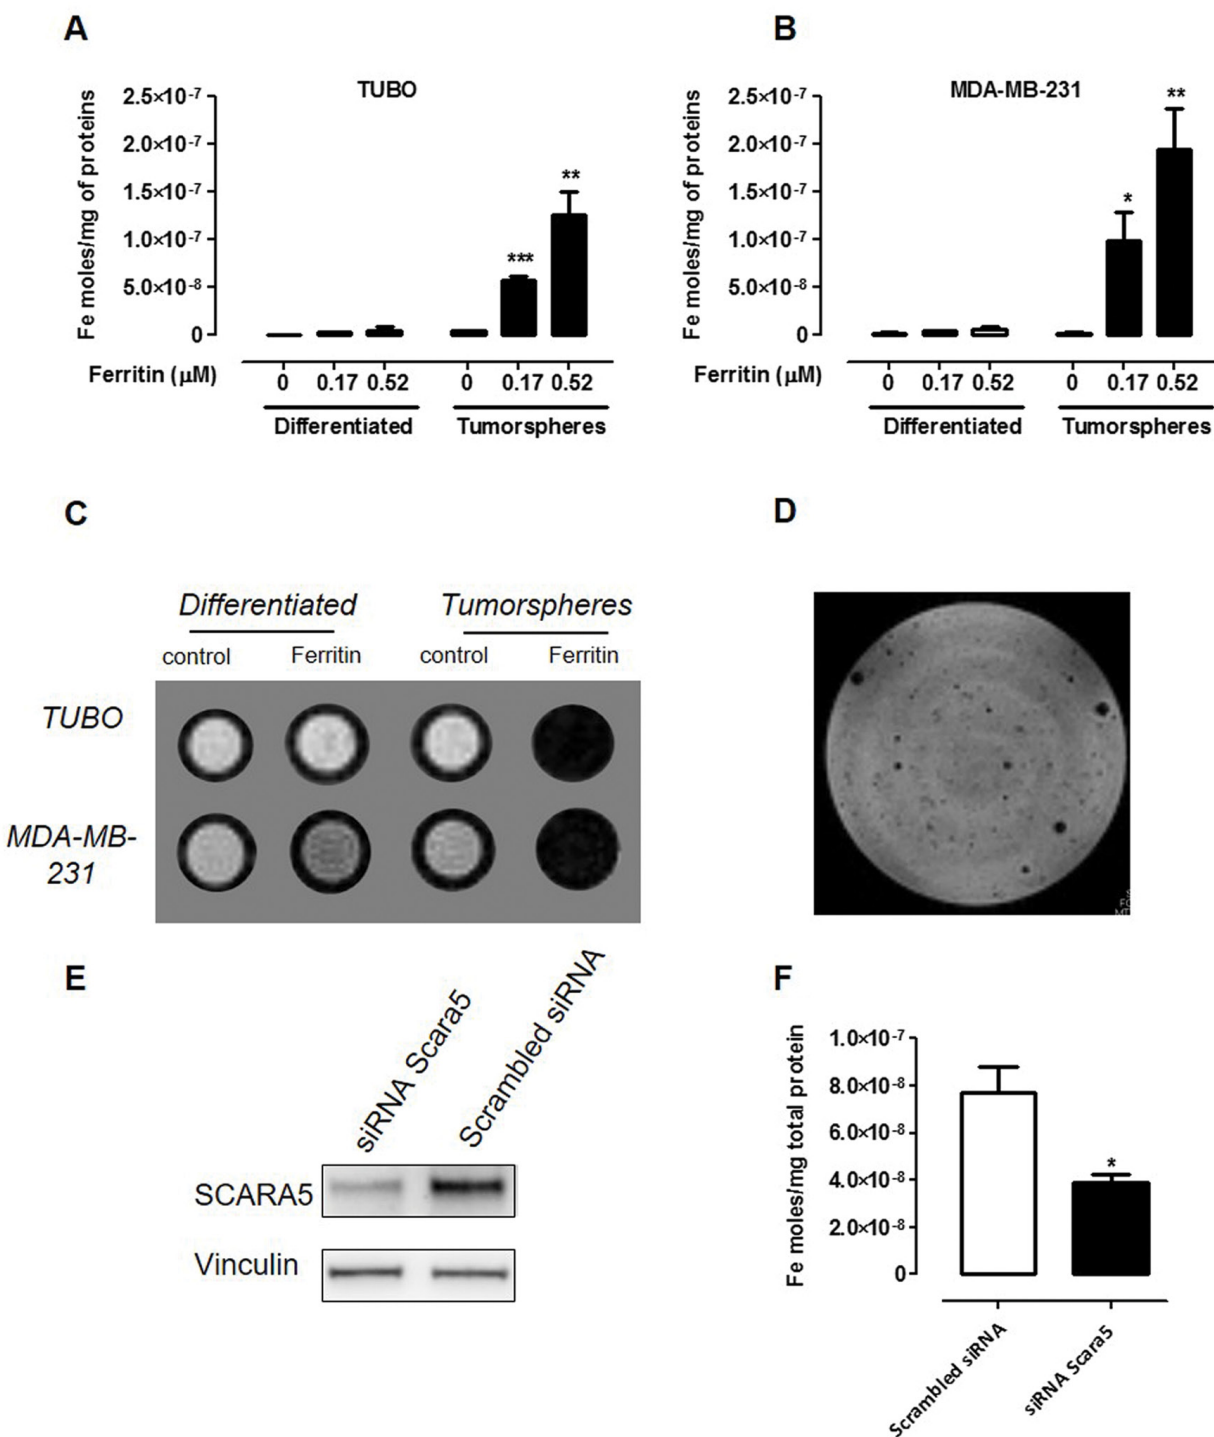 A
B
TUBO
MDA-MB-231
Fe moles/mg of proteins
2.5×10⁻⁷
2.0×10⁻⁷
1.5×10⁻⁷
1.0×10⁻⁷
5.0×10⁻⁸
0
***
**
Ferritin (μM)
0 0.17 0.52 0 0.17 0.52
Differentiated Tumorspheres
Fe moles/mg of proteins
2.5×10⁻⁷
2.0×10⁻⁷
1.5×10⁻⁷
1.0×10⁻⁷
5.0×10⁻⁸
0
*
**
Ferritin (μM)
0 0.17 0.52 0 0.17 0.52
Differentiated Tumorspheres
C
D
Differentiated Tumorspheres
control Ferritin control Ferritin
TUBO
MDA-MB-
231
E
siRNA Scara5
Scrambled siRNA
SCARA5
Vinculin
F
Fe moles/mg total protein
1.0×10⁻⁷
8.0×10⁻⁸
6.0×10⁻⁸
4.0×10⁻⁸
2.0×10⁻⁸
0
*
Scrambled siRNA
siRNA Scara5